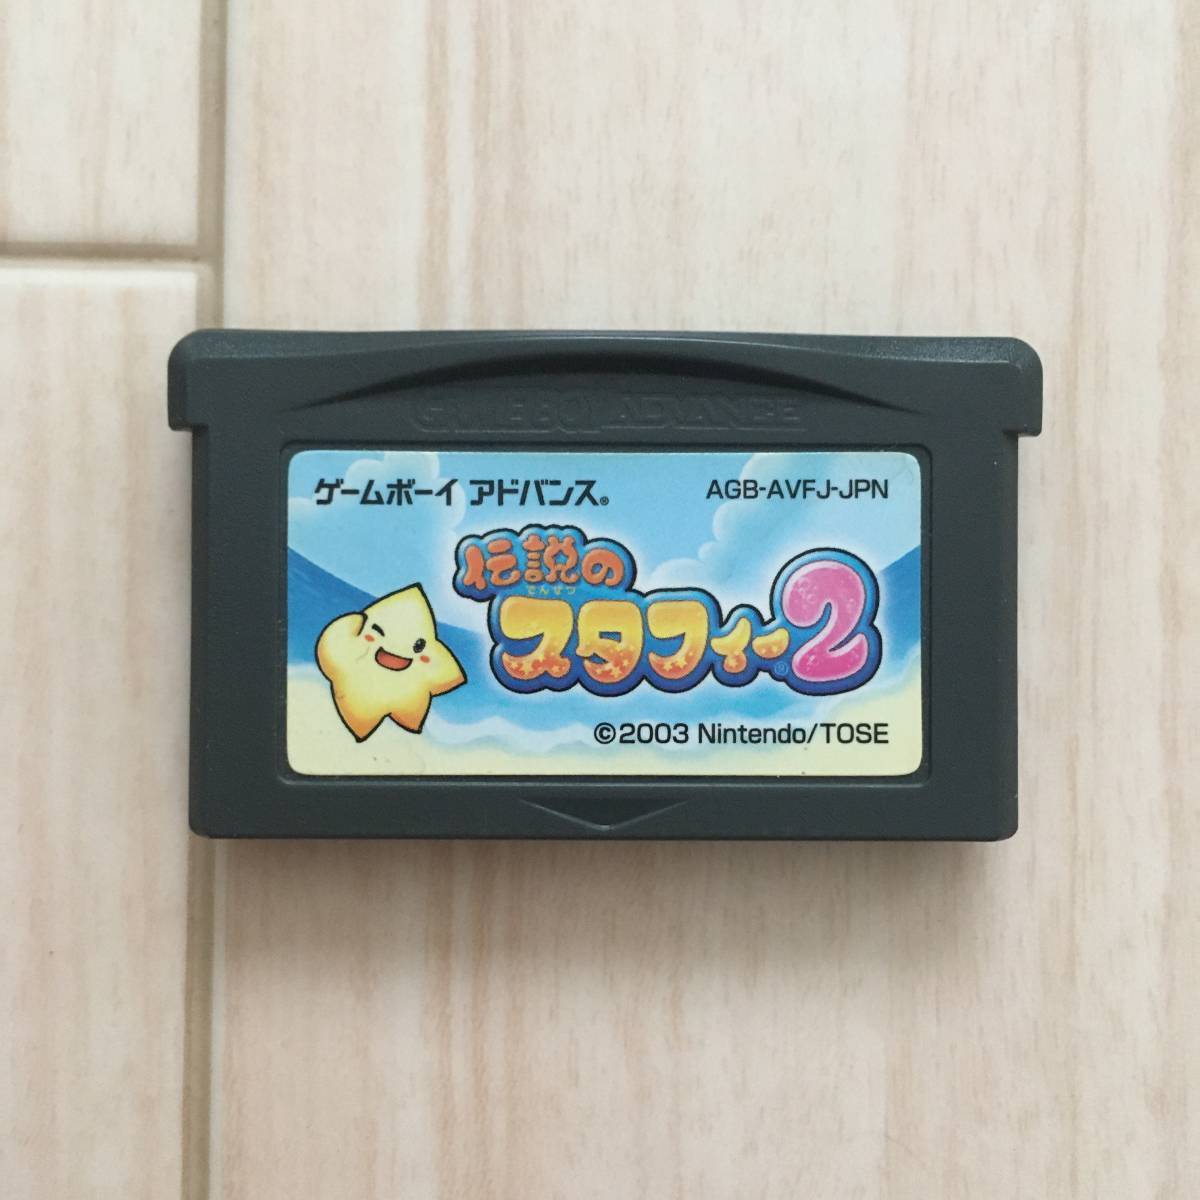 GAME BOY ADVANCE
ゲームボーイ アドバンス®
AGB-AVFJ-JPN
伝説の
でんせつ
スタフィー2
®
©2003 Nintendo/TOSE